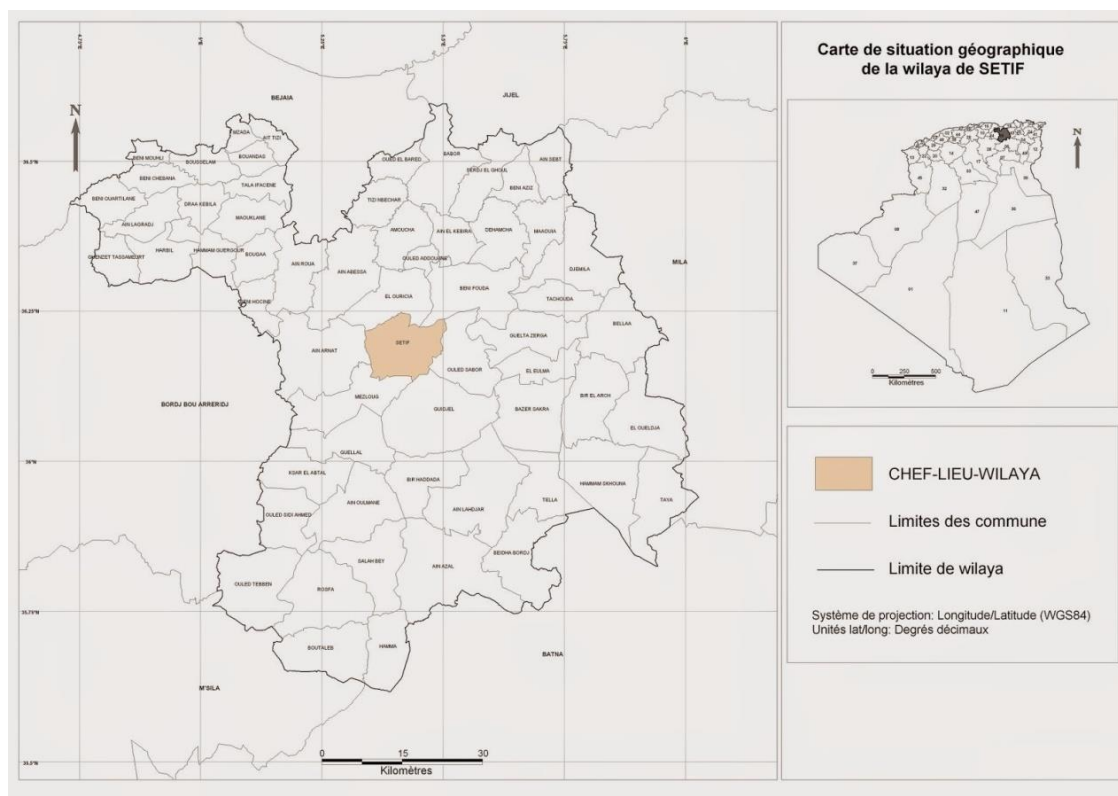 Carte de situation géographique
de la wilaya de SETIF
N
BEJAIA
JIJEL
MILA
BORDJ BOU ARRERIDJ
M'SILA
BATNA
MZADA
AIT TIZI
BENI MOUHLI
BOUSSELAM
BOUANDAS
BENI CHEBANA
TALA IFACENE
BENI OUARTILANE
DRAA KEBILA
MAOUKLANE
AIN LAGRADJ
GUENZET TASSAMEURT
HARBIL
HAMMAM GUERGOUR
BOUGAA
BENI HOCINE
AIN ROUA
OUED EL BARED
BABOR
SERDJ EL GHOUL
AIN SEBT
BENI AZIZ
TIZI NBECHAR
AMOUCHA
AIN EL KEBIRA
DEHAMCHA
MAAOUIA
OULED ADDOUANE
DJEMILA
AIN ABESSA
EL OURICIA
BENI FOUDA
TACHOUDA
BELLAA
AIN ARNAT
SETIF
GUELTA ZERGA
OULED SABOR
EL EULMA
MEZLOUG
GUIDJEL
BAZER SAKRA
BIR EL ARCH
EL OUELDJA
GUELLAL
KSAR EL ABTAL
BIR HADDADA
HAMMAM SKHOUNA
TAYA
OULED SIDI AHMED
AIN OULMANE
AIN LAHDJAR
TELLA
SALAH BEY
BEIDHA BORDJ
AIN AZAL
OULED TEBBEN
ROSFA
BOUTALEB
HAMMA
0 15 30
Kilomètres
N
0 250 500
Kilomètres
CHEF-LIEU-WILAYA
Limites des commune
Limite de wilaya
Système de projection: Longitude/Latitude (WGS84)
Unités lat/long: Degrés décimaux